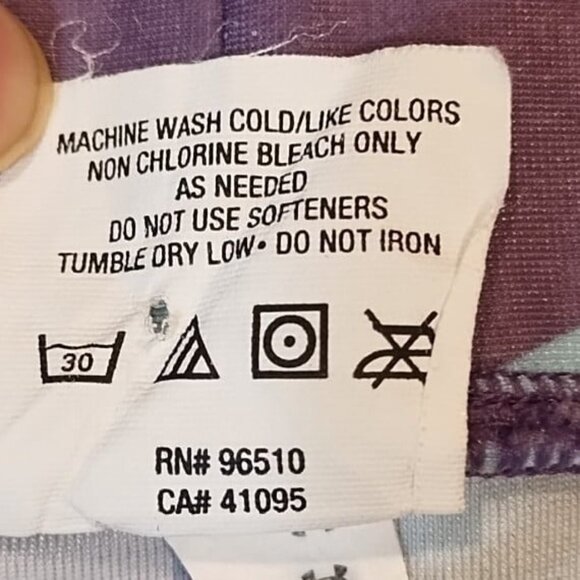 MACHINE WASH COLD/LIKE COLORS
NON CHLORINE BLEACH ONLY
AS NEEDED
DO NOT USE SOFTENERS
TUMBLE DRY LOW• DO NOT IRON
30
RN# 96510
CA# 41095